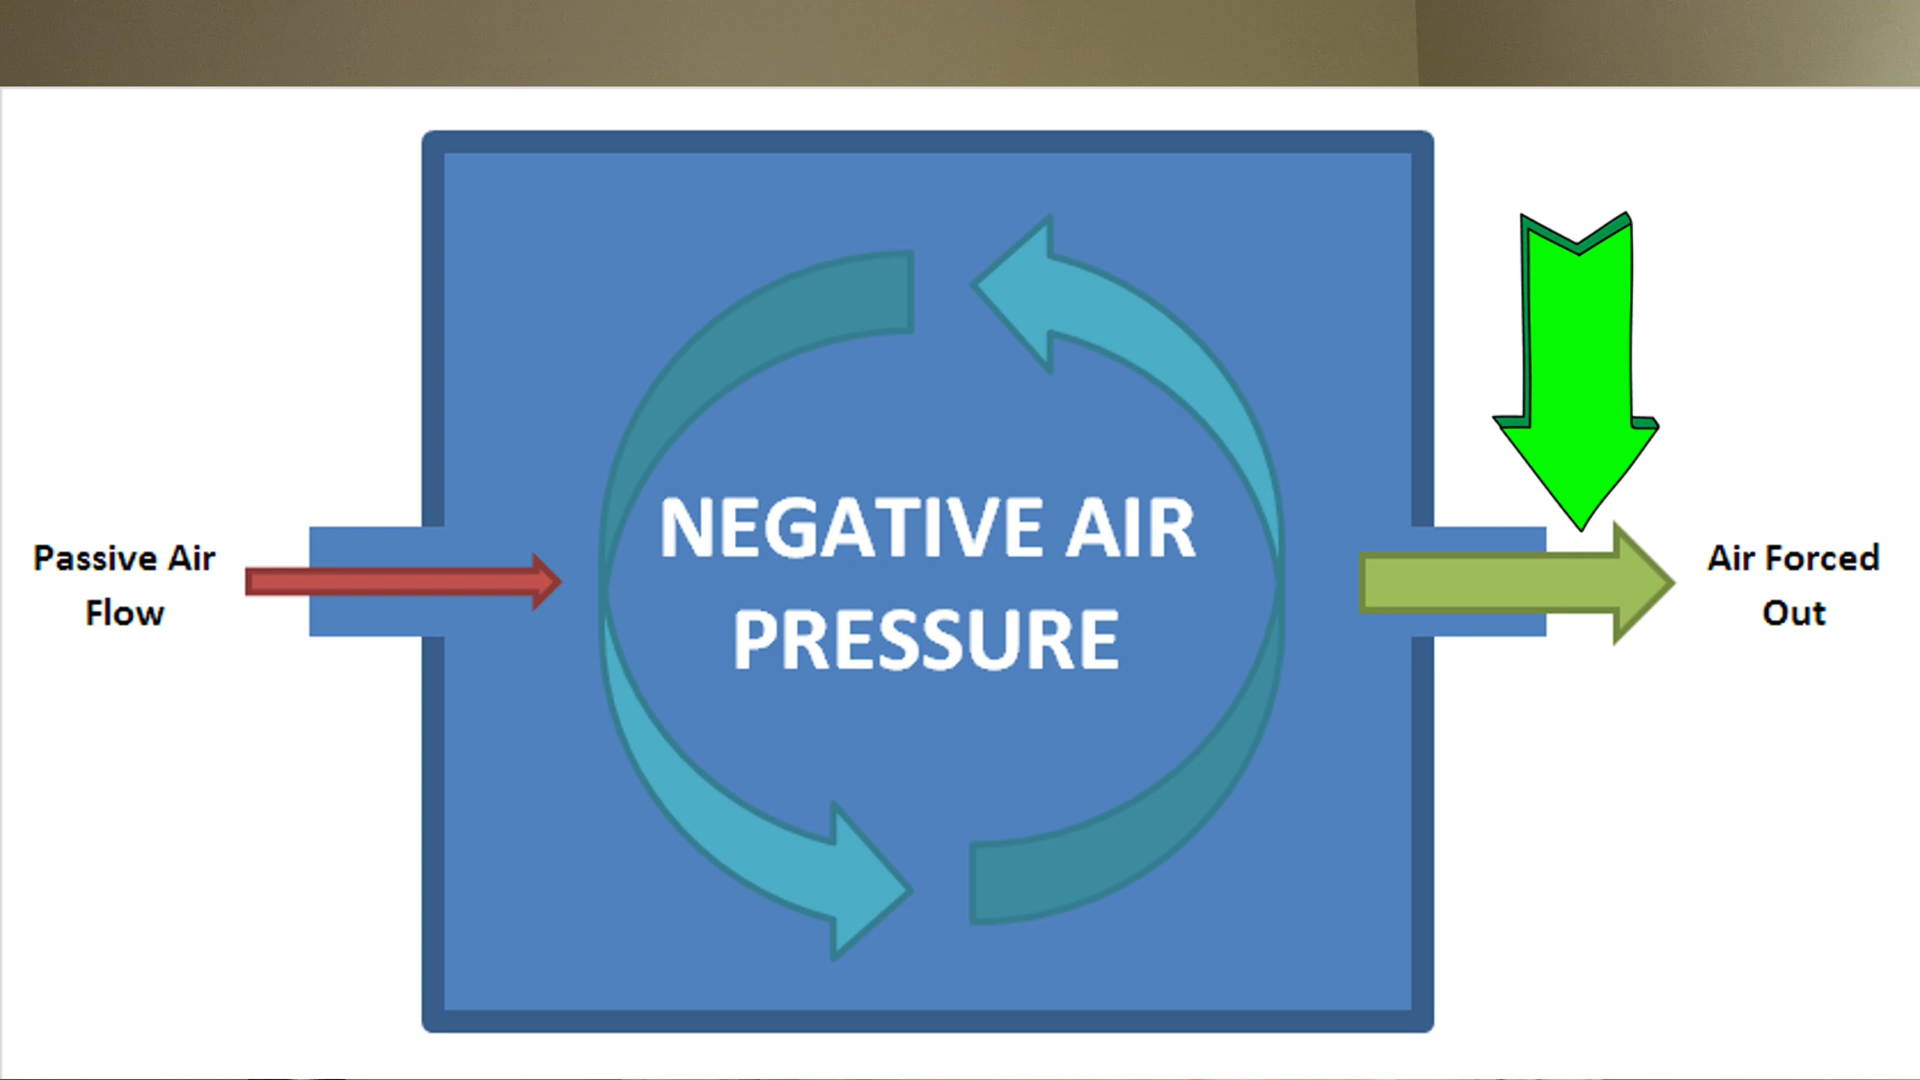 Passive Air
Flow
NEGATIVE AIR
PRESSURE
Air Forced
Out